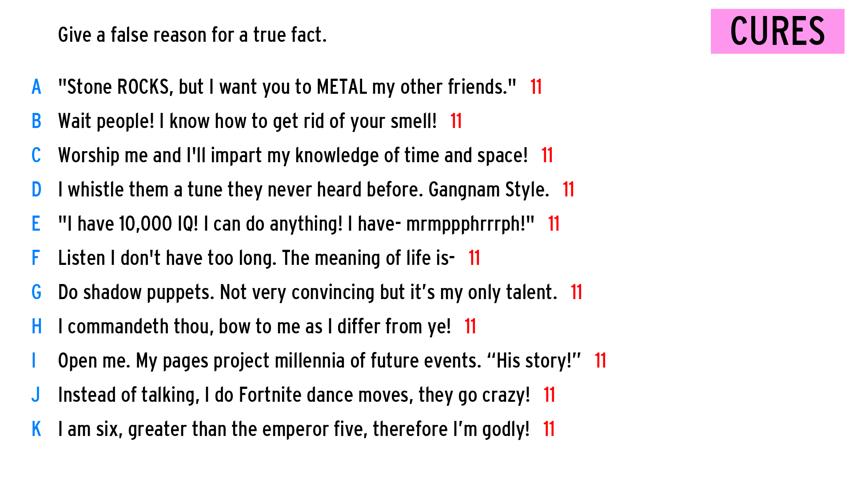 Give a false reason for a true fact.
CURES
A "Stone ROCKS, but I want you to METAL my other friends." 11
B Wait people! I know how to get rid of your smell! 11
C Worship me and I'll impart my knowledge of time and space! 11
D I whistle them a tune they never heard before. Gangnam Style. 11
E "I have 10,000 IQ! I can do anything! I have- mrmppphrrrph!" 11
F Listen I don't have too long. The meaning of life is- 11
G Do shadow puppets. Not very convincing but it’s my only talent. 11
H I commandeth thou, bow to me as I differ from ye! 11
I Open me. My pages project millennia of future events. “His story!” 11
J Instead of talking, I do Fortnite dance moves, they go crazy! 11
K I am six, greater than the emperor five, therefore I’m godly! 11